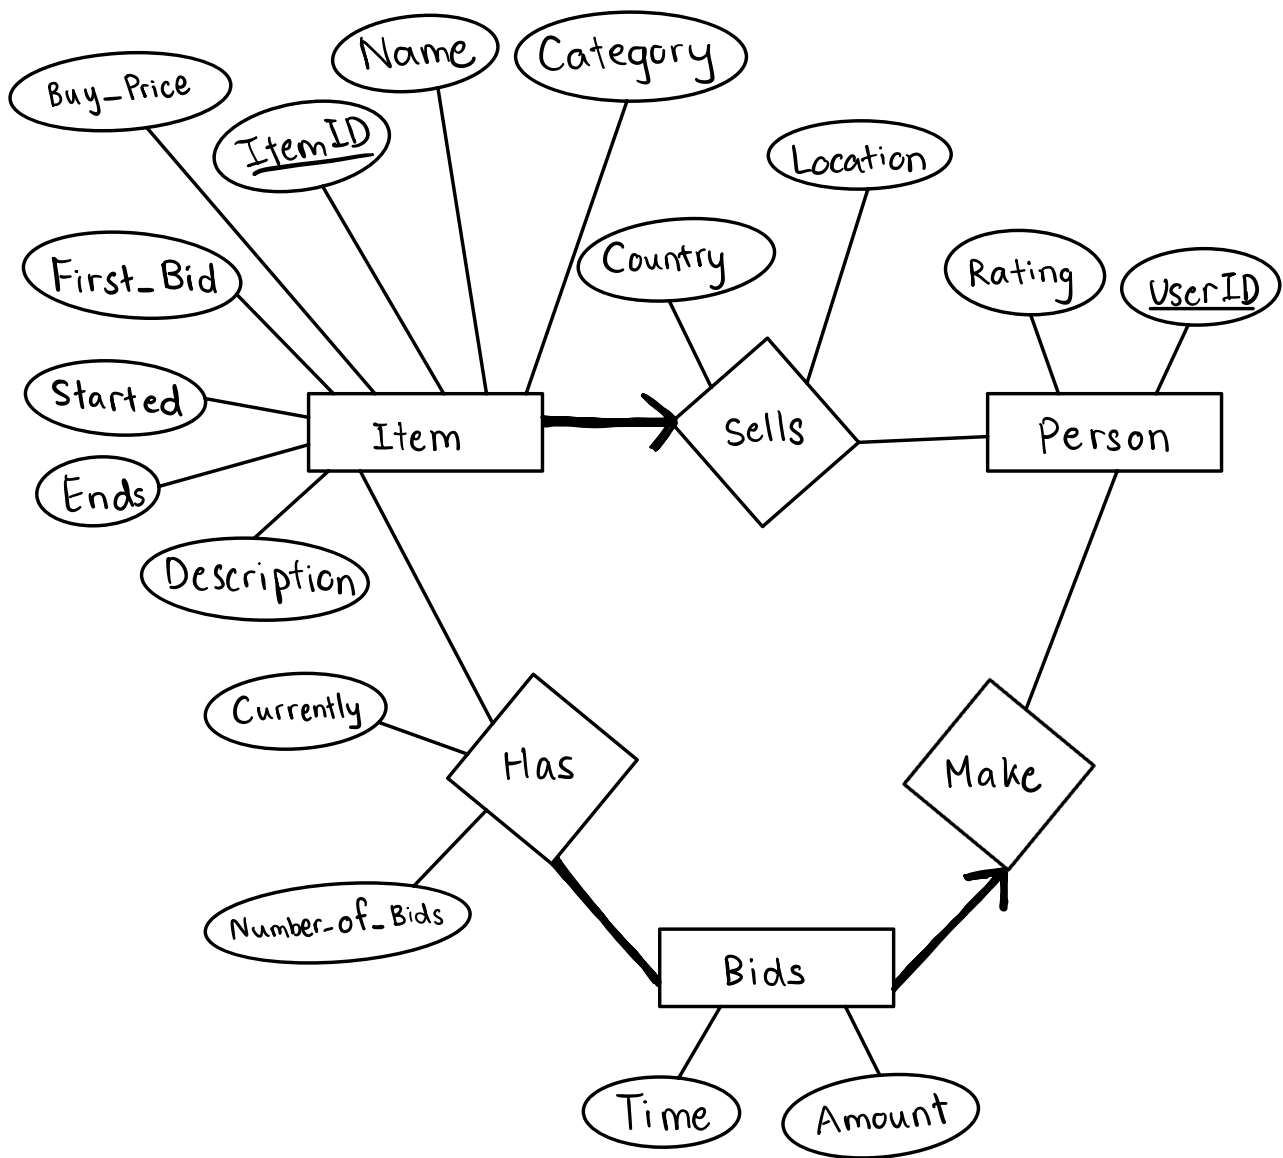 Name
Category
Buy_Price
ItemID
Location
Country
First_Bid
Rating
UserID
Started
Item
Sells
Person
Ends
Description
Currently
Has
Make
Number_of_Bids
Bids
Time
Amount